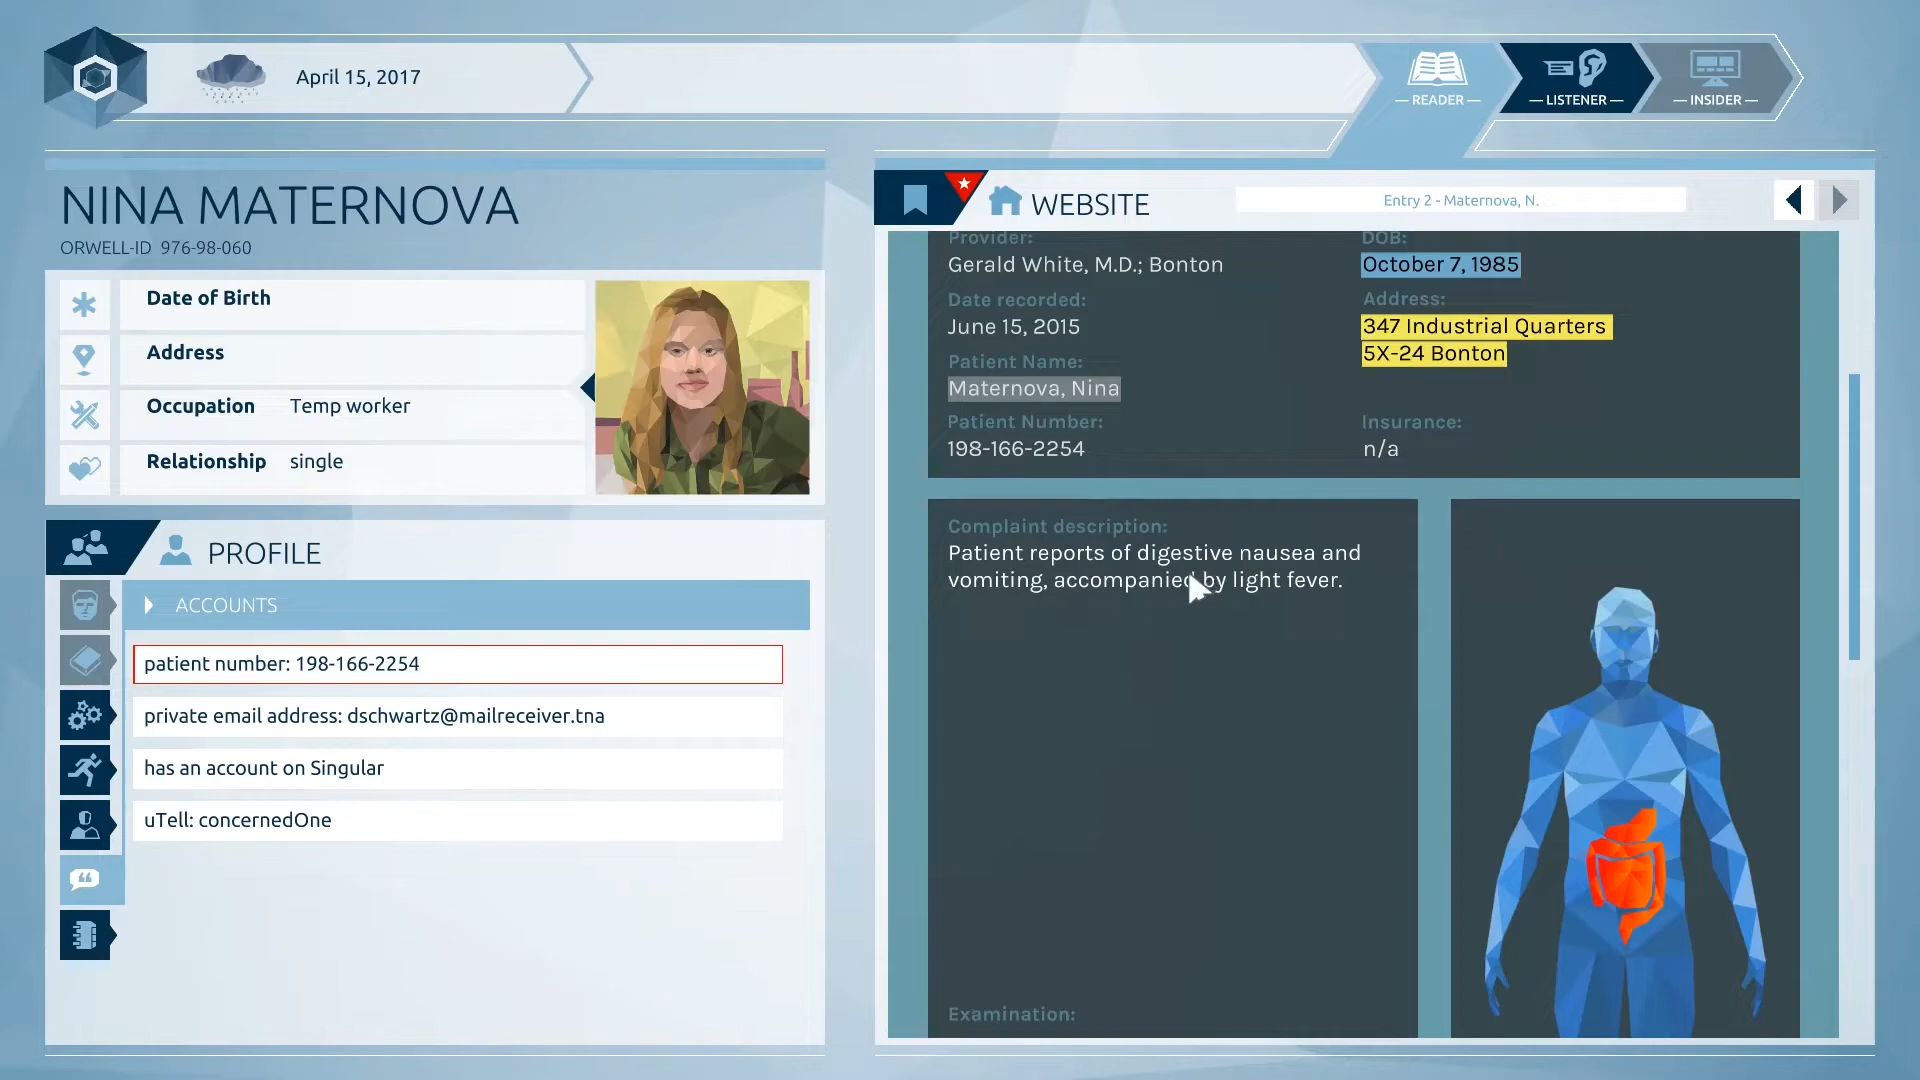 April 15, 2017
— READER —
— LISTENER —
— INSIDER —
NINA MATERNOVA
ORWELL-ID 976-98-060
Date of Birth
Address
Occupation Temp worker
Relationship single
PROFILE
ACCOUNTS
patient number: 198-166-2254
private email address: dschwartz@mailreceiver.tna
has an account on Singular
uTell: concernedOne
WEBSITE
Entry 2 - Maternova, N.
Provider:
Gerald White, M.D.; Bonton
DOB:
October 7, 1985
Date recorded:
June 15, 2015
Address:
347 Industrial Quarters
5X-24 Bonton
Patient Name:
Maternova, Nina
Patient Number:
198-166-2254
Insurance:
n/a
Complaint description:
Patient reports of digestive nausea and
vomiting, accompanied by light fever.
Examination: